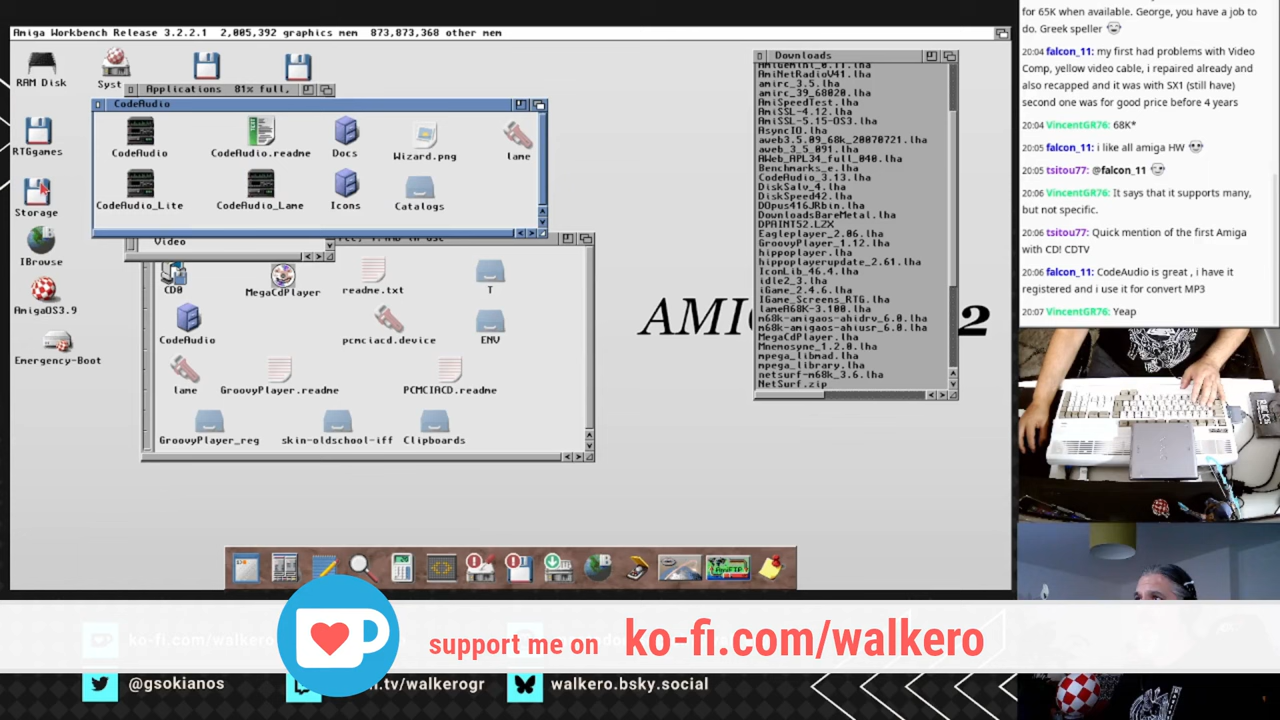 Amiga Workbench Release 3.2.2.1 2,005,392 graphics mem 873,873,368 other mem
RAM Disk
Syst
RTGgames
Storage
IBrowse
AmigaOS3.9
Emergency-Boot
Applications 81% full,
CodeAudio
CodeAudio
CodeAudio.readme
Docs
Wizard.png
lame
CodeAudio_Lite
CodeAudio_Lame
Icons
Catalogs
Video
CD0
MegaCdPlayer
readme.txt
T
CodeAudio
pcmciacd.device
ENV
lame
GroovyPlayer.readme
PCMCIACD.readme
GroovyPlayer_reg
skin-oldschool-iff
Clipboards
AMI
2
Downloads
AmiGemini_0.11.lha
AmiNetRadioV41.lha
amirc_3.5.lha
amirc_39_68020.lha
AmiSpeedTest.lha
AmiSSL-4.12.lha
AmiSSL-5.15-OS3.lha
AsyncIO.lha
aweb3.5.09_68k_20070721.lha
aweb_3_5_091.lha
AWeb_APL34_full_040.lha
Benchmarks_e.lha
CodeAudio_3.13.lha
DiskSalv_4.lha
DiskSpeed42.lha
DOpus416JRbin.lha
DownloadsBareMetal.lha
DPAINT52.LZX
Eagleplayer_2.06.lha
GroovyPlayer_1.12.lha
hippoplayer.lha
hippoplayerupdate_2.61.lha
IconLib_46.4.lha
idle2_3.lha
iGame_2.4.6.lha
IGame_Screens_RTG.lha
lameA68K-3.100.lha
m68k-amigaos-ahidrv_6.0.lha
m68k-amigaos-ahiusr_6.0.lha
MegaCdPlayer.lha
Mnemosyne_1.2.0.lha
mpega_libmad.lha
mpega_library.lha
netsurf-m68k_3.6.lha
NetSurf.zip
for 65K when available. George, you have a job to
do. Greek speller
20:04 falcon_11: my first had problems with Video
Comp, yellow video cable, i repaired already and
also recapped and it was with SX1 (still have)
second one was for good price before 4 years
20:04 VincentGR76: 68K*
20:05 falcon_11: i like all amiga HW
20:05 tsitou77: @falcon_11
20:06 VincentGR76: It says that it supports many,
but not specific.
20:06 tsitou77: Quick mention of the first Amiga
with CD! CDTV
20:06 falcon_11: CodeAudio is great , i have it
registered and i use it for convert MP3
20:07 VincentGR76: Yeap
support me on ko-fi.com/walkero
ko-fi.com/walkero
@gsokianos
.tv/walkerogr
walkero.bsky.social